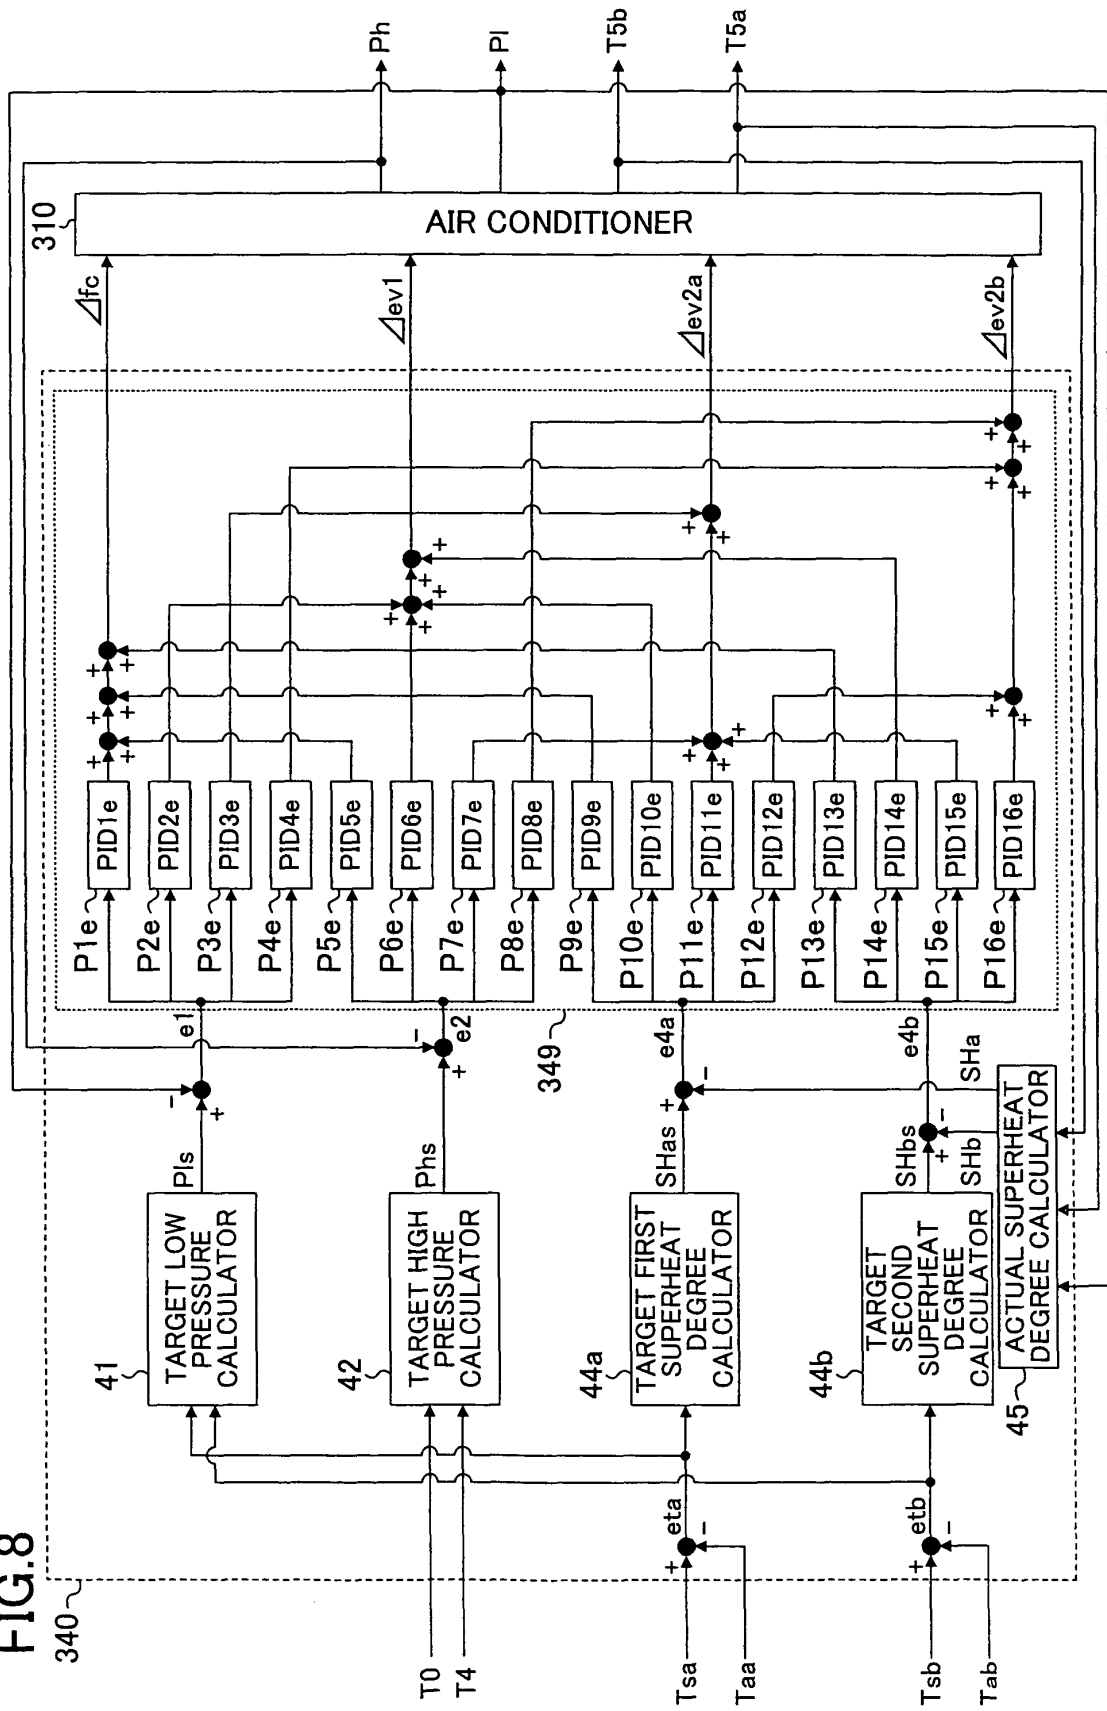 FIG.8
340
T0
T4
Tsa
Taa
Tsb
Tab
+
−
eta
+
−
etb
41
TARGET LOW
PRESSURE
CALCULATOR
42
TARGET HIGH
PRESSURE
CALCULATOR
44a
TARGET FIRST
SUPERHEAT
DEGREE
CALCULATOR
44b
TARGET
SECOND
SUPERHEAT
DEGREE
CALCULATOR
45
ACTUAL SUPERHEAT
DEGREE CALCULATOR
Pls
Phs
SHas
SHbs
SHb
SHa
−
+
−
+
+
−
+
−
e1
e2
e4a
e4b
349
P1e
PID1e
P2e
PID2e
P3e
PID3e
P4e
PID4e
P5e
PID5e
P6e
PID6e
P7e
PID7e
P8e
PID8e
P9e
PID9e
P10e
PID10e
P11e
PID11e
P12e
PID12e
P13e
PID13e
P14e
PID14e
P15e
PID15e
P16e
PID16e
+ +
+ +
+ +
+ + +
+ +
+ + +
+ +
+ +
+ +
+ +
⊿fc
⊿ev1
⊿ev2a
⊿ev2b
310
AIR CONDITIONER
Ph
Pl
T5b
T5a